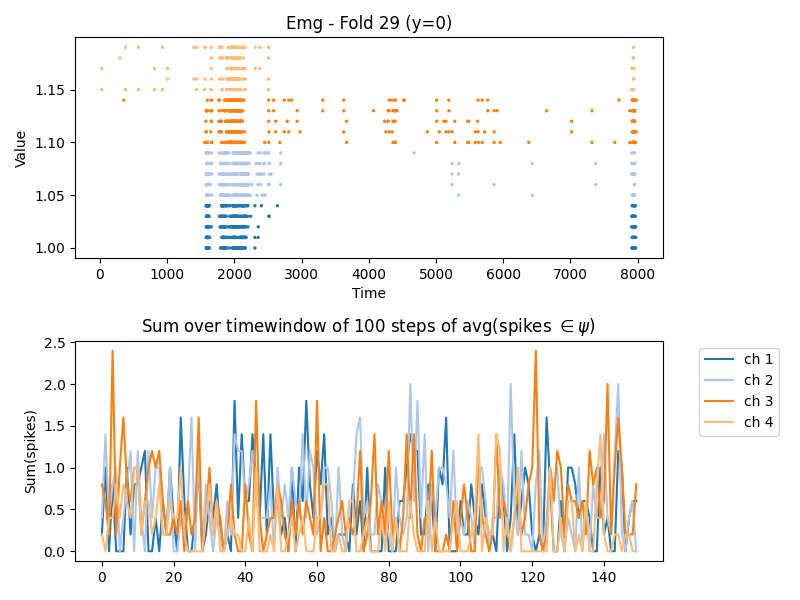 Emg - Fold 29 (y=0)
Value
1.15
1.10
1.05
1.00
0 1000 2000 3000 4000 5000 6000 7000 8000
Time
Sum over timewindow of 100 steps of avg(spikes ∈ ψ)
Sum(spikes)
2.5
2.0
1.5
1.0
0.5
0.0
0 20 40 60 80 100 120 140
ch 1
ch 2
ch 3
ch 4